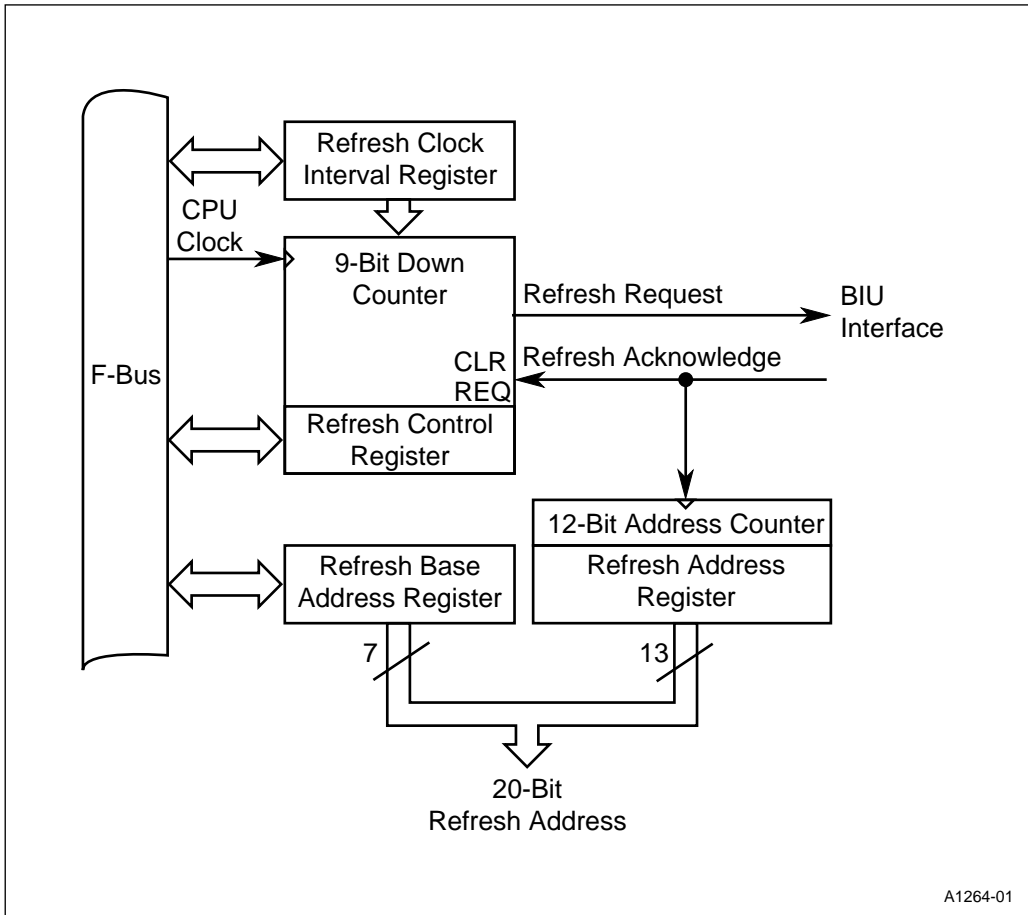 Refresh Clock
Interval Register
CPU
Clock
9-Bit Down
Counter
Refresh Request
BIU
Interface
CLR
REQ
Refresh Acknowledge
F-Bus
Refresh Control
Register
12-Bit Address Counter
Refresh Base
Address Register
Refresh Address
Register
7
13
20-Bit
Refresh Address
A1264-01